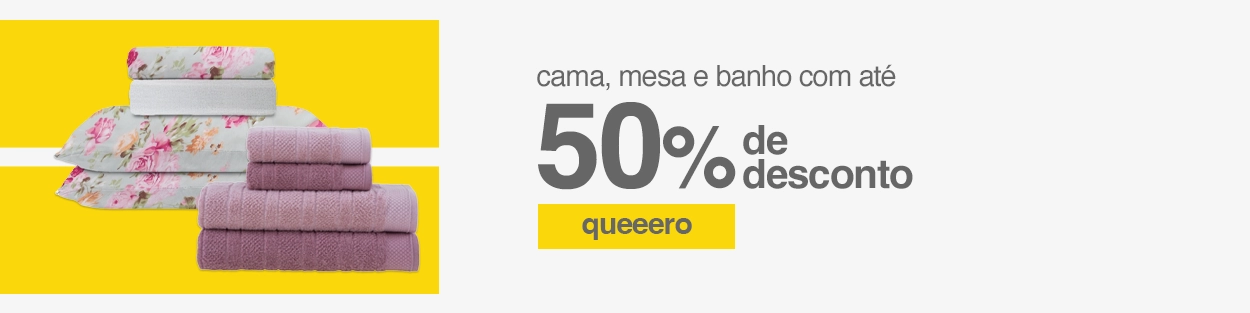 cama, mesa e banho com até
50% de
desconto
queeero